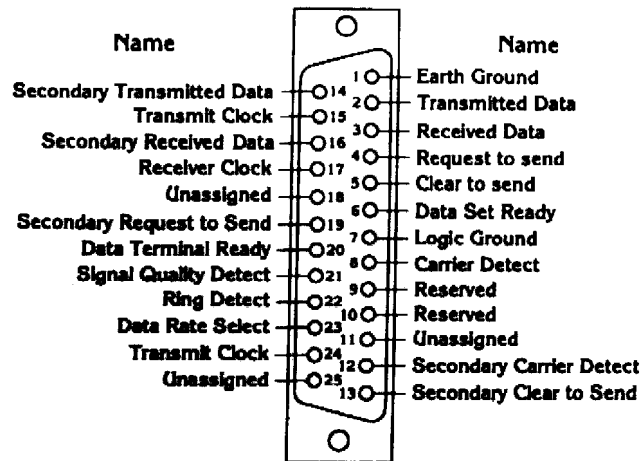 Name
Name
1 Earth Ground
Secondary Transmitted Data 14
2 Transmitted Data
Transmit Clock 15
3 Received Data
Secondary Received Data 16
4 Request to send
Receiver Clock 17
5 Clear to send
Unassigned 18
6 Data Set Ready
Secondary Request to Send 19
7 Logic Ground
Data Terminal Ready 20
8 Carrier Detect
Signal Quality Detect 21
9 Reserved
Ring Detect 22
10 Reserved
Data Rate Select 23
11 Unassigned
Transmit Clock 24
12 Secondary Carrier Detect
Unassigned 25
13 Secondary Clear to Send